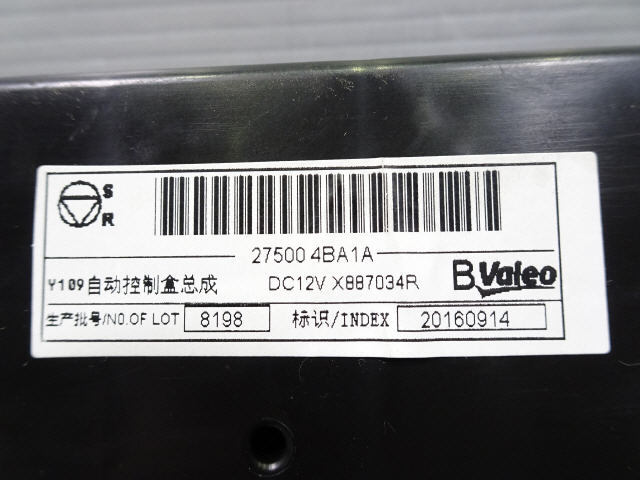 S
R
27500 4BA1A
Y109自动控制盒总成 DC12V X887034R B Valeo
生产批号/NO.OF LOT 8198 标识/INDEX 20160914